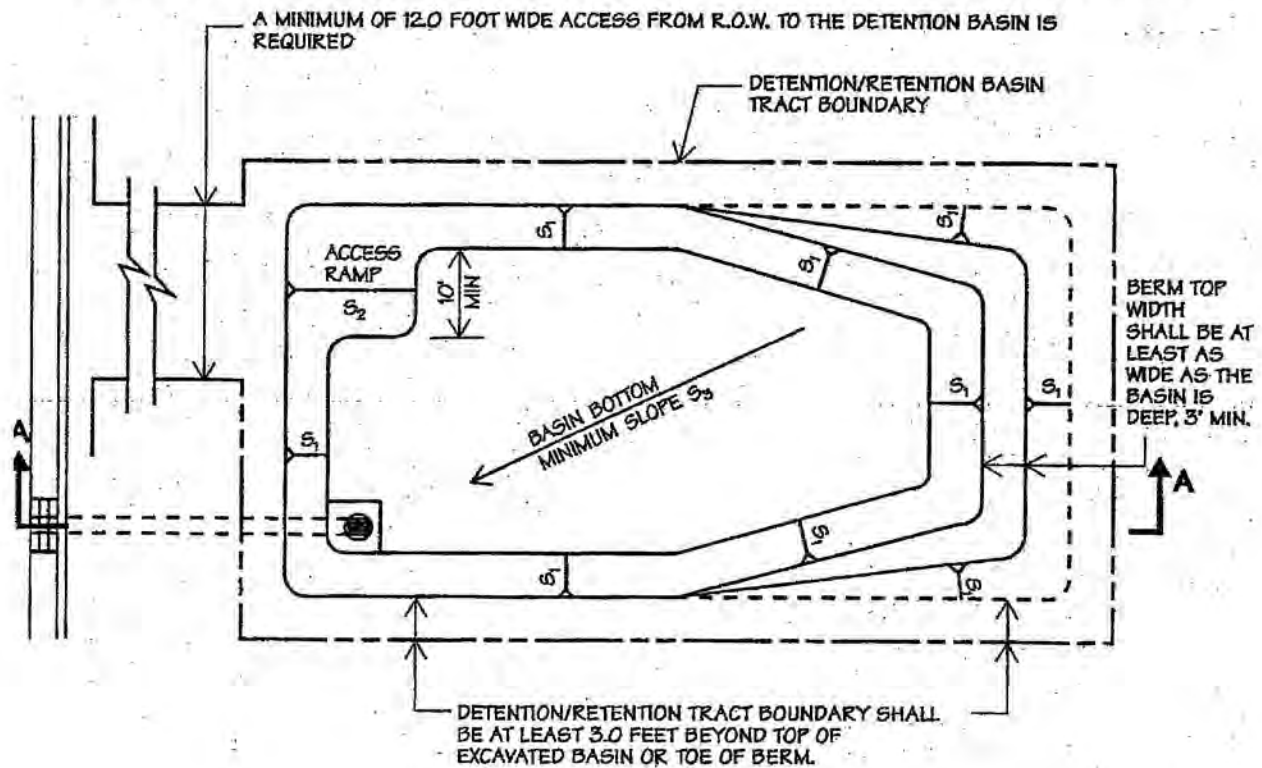 A MINIMUM OF 12.0 FOOT WIDE ACCESS FROM R.O.W. TO THE DETENTION BASIN IS
REQUIRED
DETENTION/RETENTION BASIN
TRACT BOUNDARY
S1
S1
ACCESS
RAMP
10'
MIN
S1
S2
BERM TOP
WIDTH
SHALL BE AT
LEAST AS
WIDE AS THE
BASIN IS
DEEP, 3' MIN.
BASIN BOTTOM
MINIMUM SLOPE S3
S1
S1
A
S1
A
S1
S1
S1
DETENTION/RETENTION TRACT BOUNDARY SHALL
BE AT LEAST 3.0 FEET BEYOND TOP OF
EXCAVATED BASIN OR TOE OF BERM.